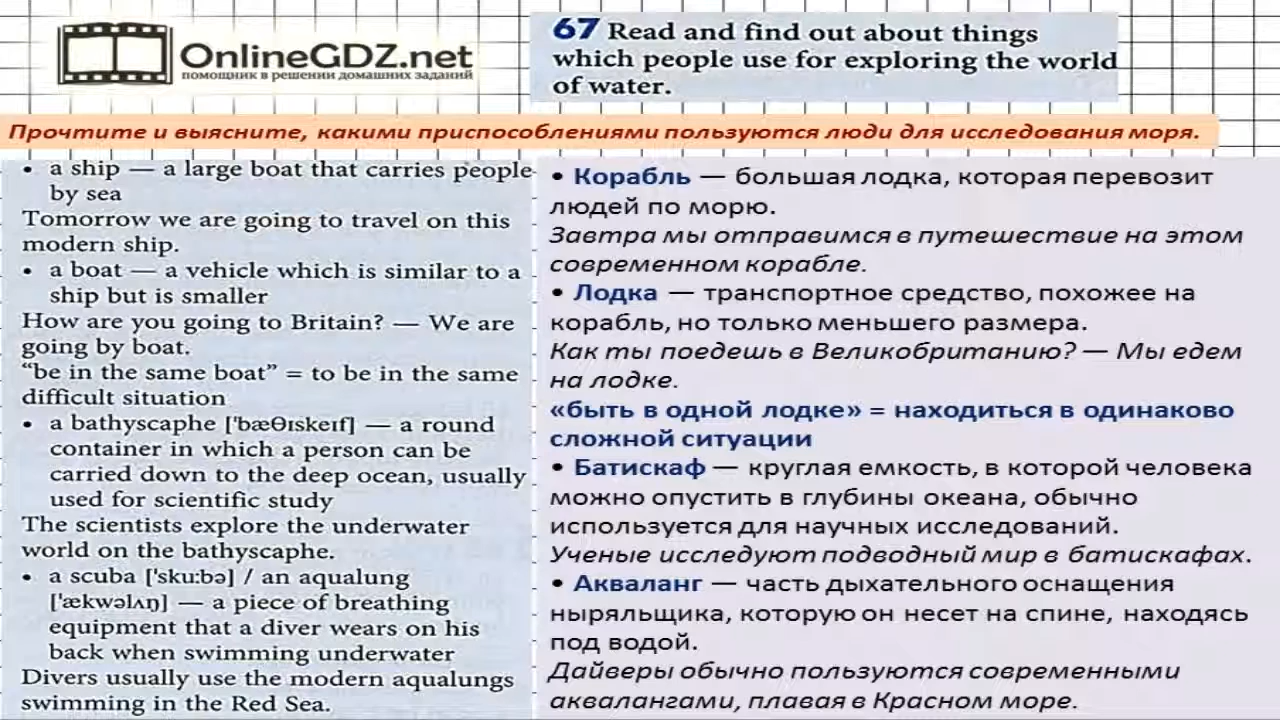 OnlineGDZ.net
помощник в решении домашних заданий
67 Read and find out about things
which people use for exploring the world
of water.
Прочтите и выясните, какими приспособлениями пользуются люди для исследования моря.
• a ship — a large boat that carries people
by sea
Tomorrow we are going to travel on this
modern ship.
• a boat — a vehicle which is similar to a
ship but is smaller
How are you going to Britain? — We are
going by boat.
“be in the same boat” = to be in the same
difficult situation
• a bathyscaphe ['bæθɪskeɪf] — a round
container in which a person can be
carried down to the deep ocean, usually
used for scientific study
The scientists explore the underwater
world on the bathyscaphe.
• a scuba ['sku:bə] / an aqualung
['ækwəlʌŋ] — a piece of breathing
equipment that a diver wears on his
back when swimming underwater
Divers usually use the modern aqualungs
swimming in the Red Sea.
• Корабль — большая лодка, которая перевозит
людей по морю.
Завтра мы отправимся в путешествие на этом
современном корабле.
• Лодка — транспортное средство, похожее на
корабль, но только меньшего размера.
Как ты поедешь в Великобританию? — Мы едем
на лодке.
«быть в одной лодке» = находиться в одинаково
сложной ситуации
• Батискаф — круглая емкость, в которой человека
можно опустить в глубины океана, обычно
используется для научных исследований.
Ученые исследуют подводный мир в батискафах.
• Акваланг — часть дыхательного оснащения
ныряльщика, которую он несет на спине, находясь
под водой.
Дайверы обычно пользуются современными
аквалангами, плавая в Красном море.